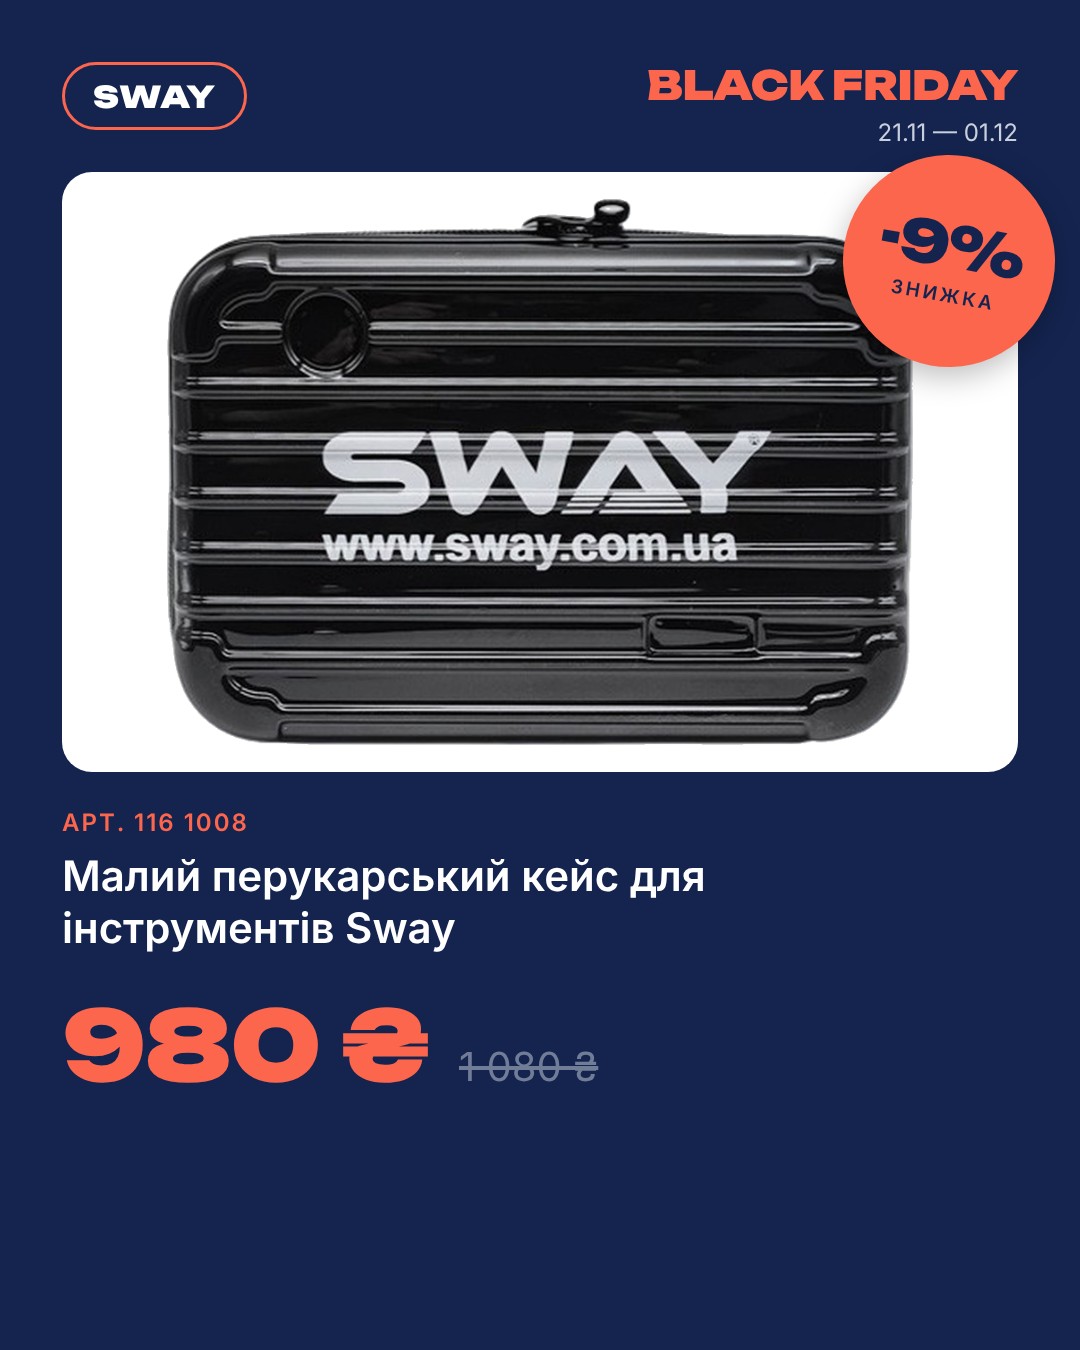 SWAY
BLACK FRIDAY
21.11 — 01.12
-9%
ЗНИЖКА
SWAY®
www.sway.com.ua
АРТ. 116 1008
Малий перукарський кейс для
інструментів Sway
980 ₴ 1 080 ₴